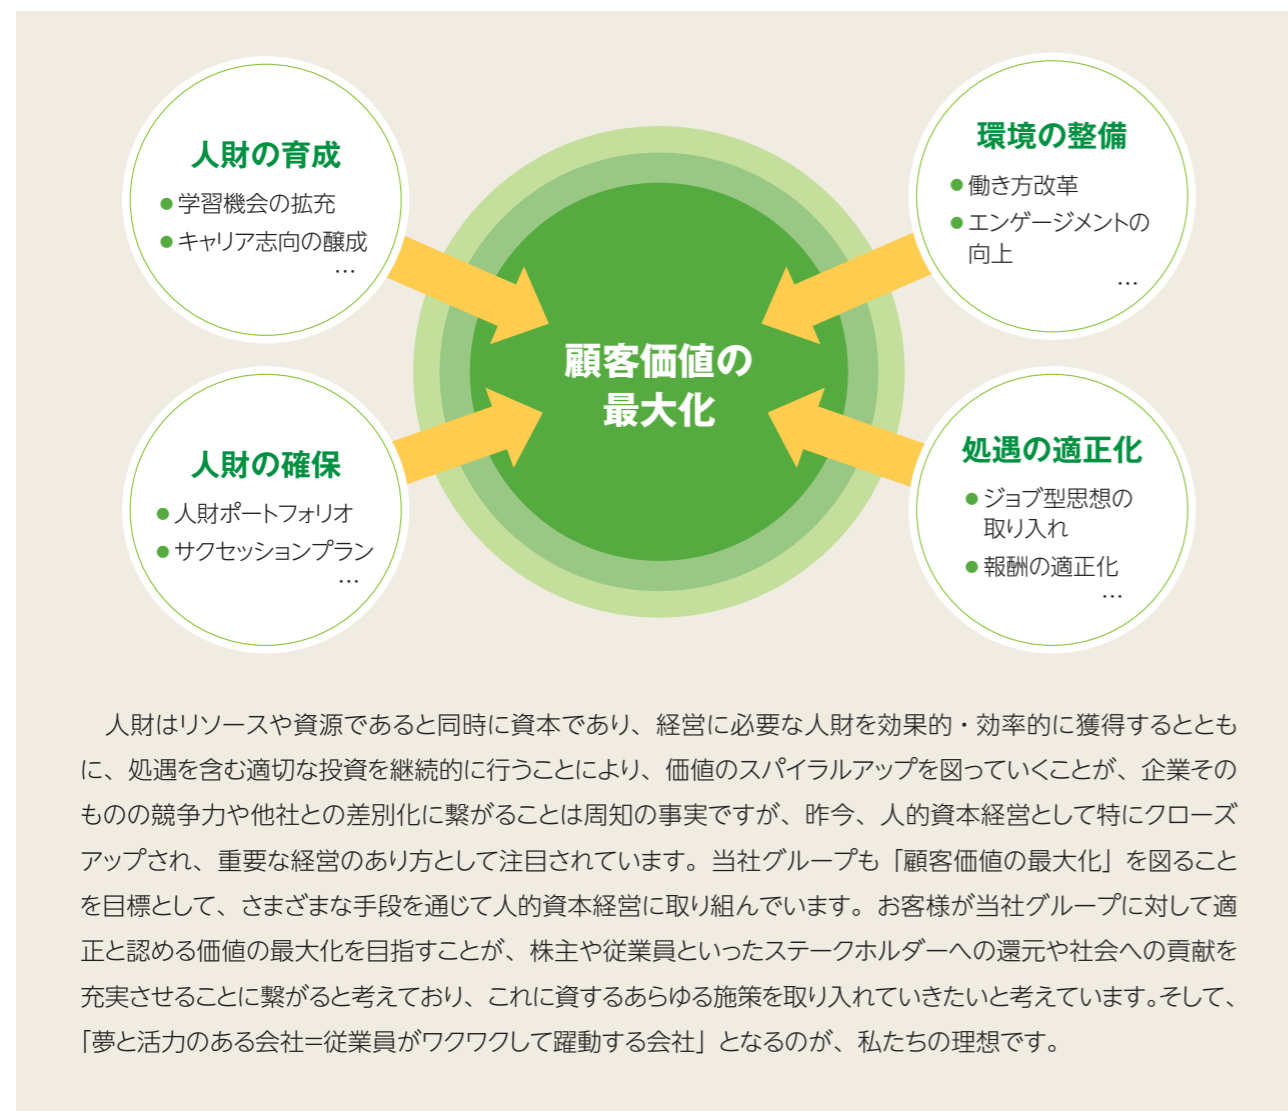 人財の育成
●学習機会の拡充
●キャリア志向の醸成
…
環境の整備
●働き方改革
●エンゲージメントの
向上
…
顧客価値の
最大化
人財の確保
●人財ポートフォリオ
●サクセッションプラン
…
処遇の適正化
●ジョブ型思想の
取り入れ
●報酬の適正化
…
人財はリソースや資源であると同時に資本であり、経営に必要な人財を効果的・効率的に獲得するととも
に、処遇を含む適切な投資を継続的に行うことにより、価値のスパイラルアップを図っていくことが、企業その
ものの競争力や他社との差別化に繋がることは周知の事実ですが、昨今、人的資本経営として特にクローズ
アップされ、重要な経営のあり方として注目されています。当社グループも「顧客価値の最大化」を図ること
を目標として、さまざまな手段を通じて人的資本経営に取り組んでいます。お客様が当社グループに対して適
正と認める価値の最大化を目指すことが、株主や従業員といったステークホルダーへの還元や社会への貢献を
充実させることに繋がると考えており、これに資するあらゆる施策を取り入れていきたいと考えています。そして、
「夢と活力のある会社=従業員がワクワクして躍動する会社」となるのが、私たちの理想です。